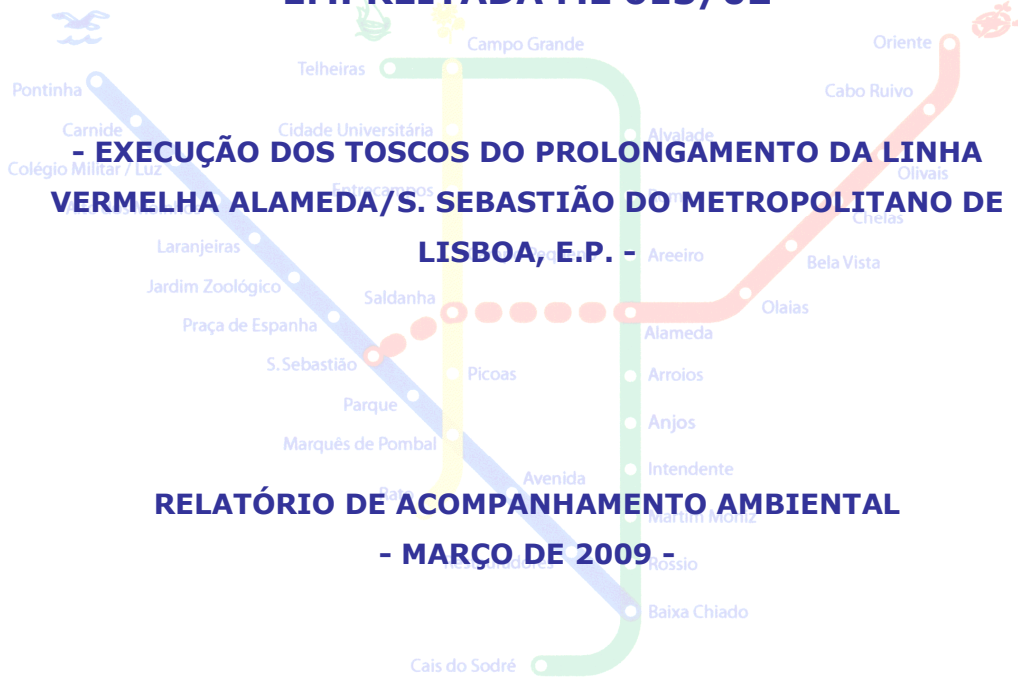 Campo Grande
Oriente
Telheiras
Pontinha
Cabo Ruivo
Carnide
Cidade Universitária
Alvalade
- EXECUÇÃO DOS TOSCOS DO PROLONGAMENTO DA LINHA
Colégio Militar / Luz
Olivais
Entrecampos
VERMELHA ALAMEDA/S. SEBASTIÃO DO METROPOLITANO DE
Chelas
Laranjeiras
LISBOA, E.P. -
Areeiro
Bela Vista
Jardim Zoológico
Saldanha
Olaias
Praça de Espanha
Alameda
S. Sebastião
Picoas
Arroios
Parque
Anjos
Marquês de Pombal
Intendente
Avenida
Rato
RELATÓRIO DE ACOMPANHAMENTO AMBIENTAL
Martim Moniz
- MARÇO DE 2009 -
Restauradores
Rossio
Baixa Chiado
Cais do Sodré